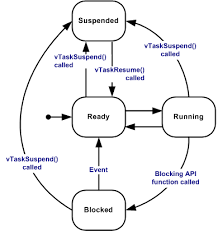 Suspended
vTaskSuspend()
called
vTaskSuspend()
called
vTaskResume()
called
Ready
Running
vTaskSuspend()
called
Event
Blocking API
function called
Blocked